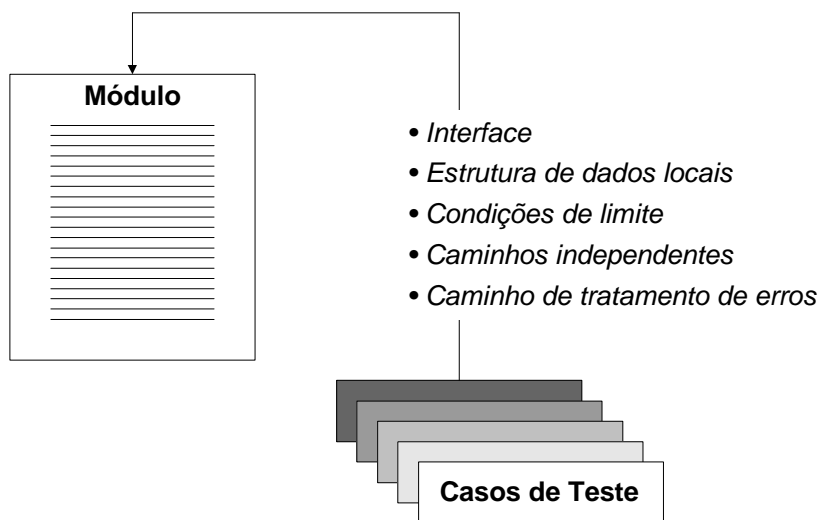 Módulo
• Interface
• Estrutura de dados locais
• Condições de limite
• Caminhos independentes
• Caminho de tratamento de erros
Casos de Teste